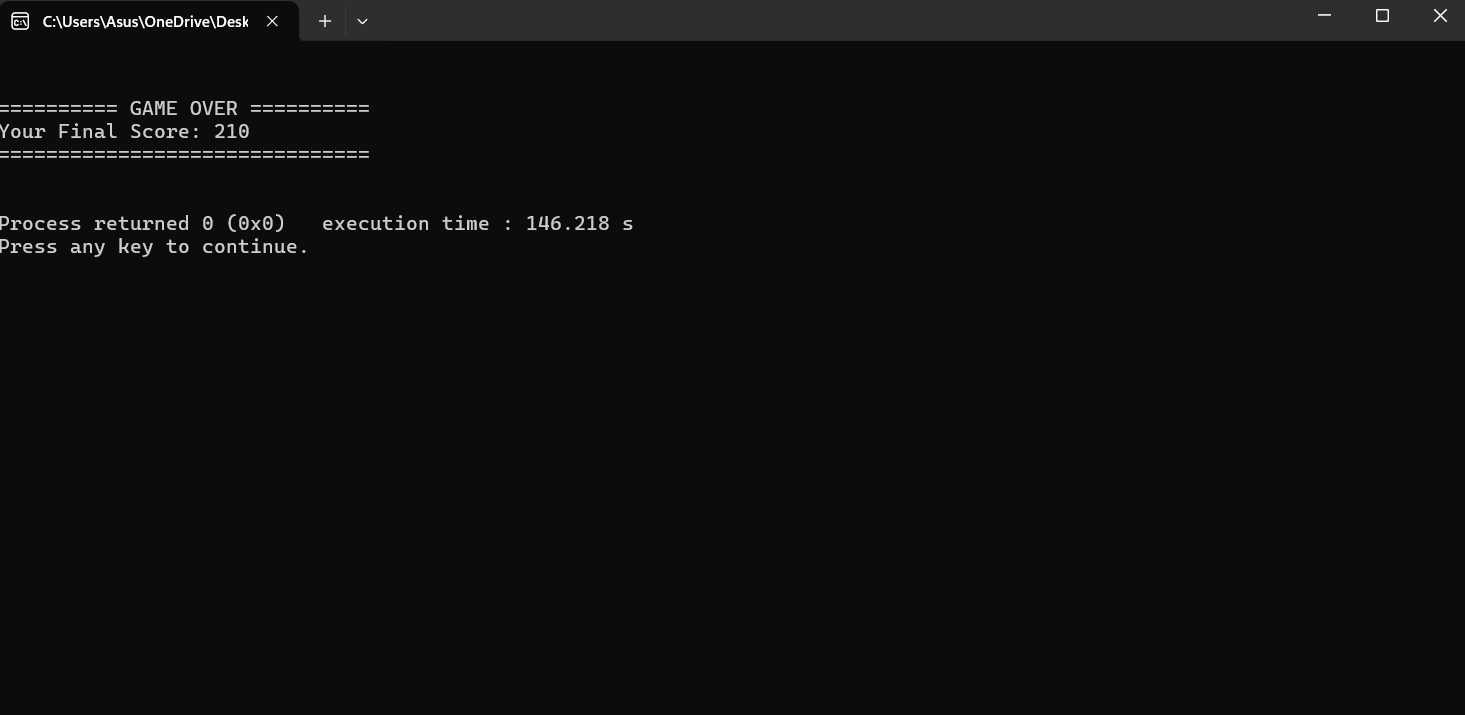 C:\Users\Asus\OneDrive\Desk
========== GAME OVER ==========
Your Final Score: 210
===============================
Process returned 0 (0x0)   execution time : 146.218 s
Press any key to continue.